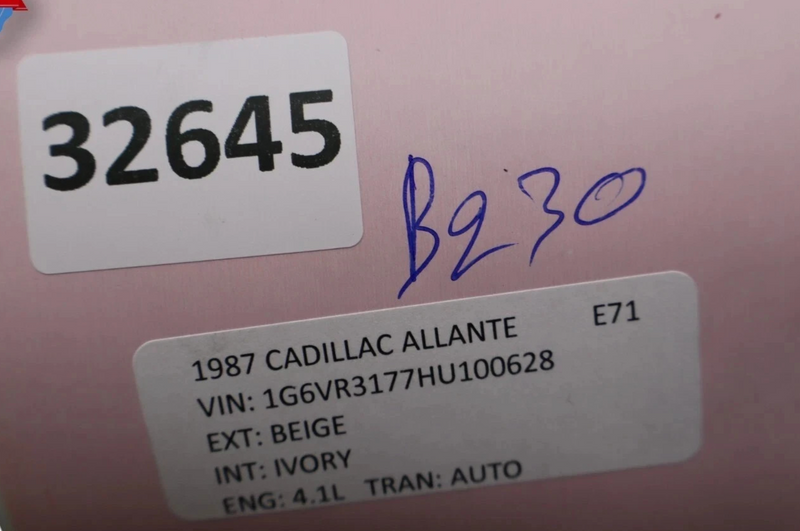 32645
B230
1987 CADILLAC ALLANTE E71
VIN: 1G6VR3177HU100628
EXT: BEIGE
INT: IVORY
ENG: 4.1L TRAN: AUTO